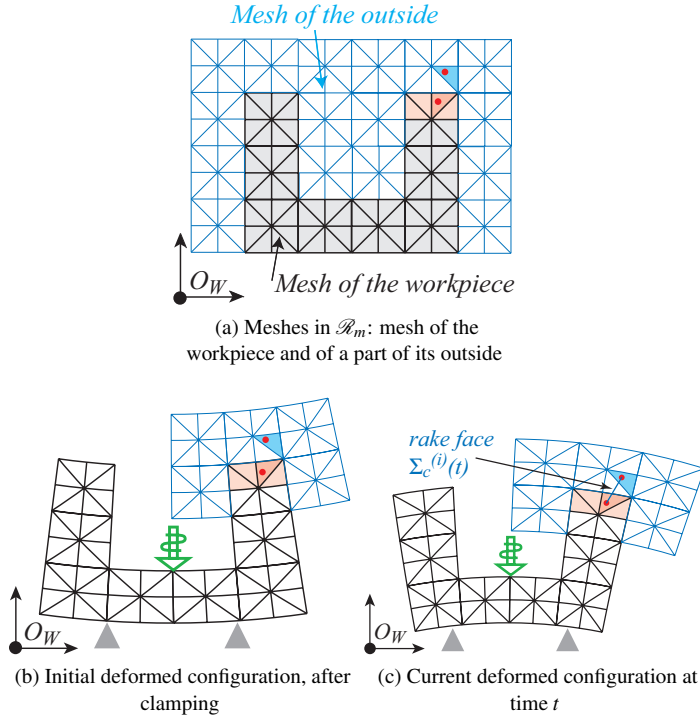 Mesh of the outside
O_W
Mesh of the workpiece
(a) Meshes in ℛ_m: mesh of the
workpiece and of a part of its outside
rake face
Σ_c^(i)(t)
O_W
O_W
(b) Initial deformed configuration, after
clamping
(c) Current deformed configuration at
time t